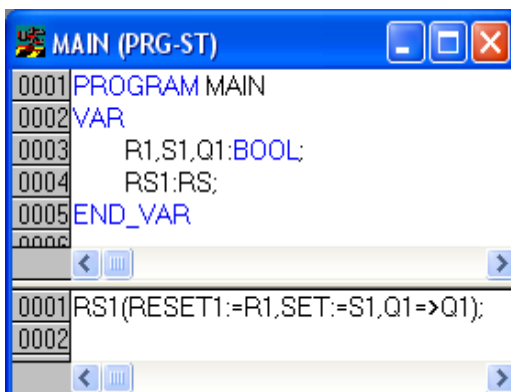 MAIN (PRG-ST)
0001 PROGRAM MAIN
0002 VAR
0003 R1,S1,Q1:BOOL;
0004 RS1:RS;
0005 END_VAR
0006
0001 RS1(RESET1:=R1,SET:=S1,Q1=>Q1);
0002